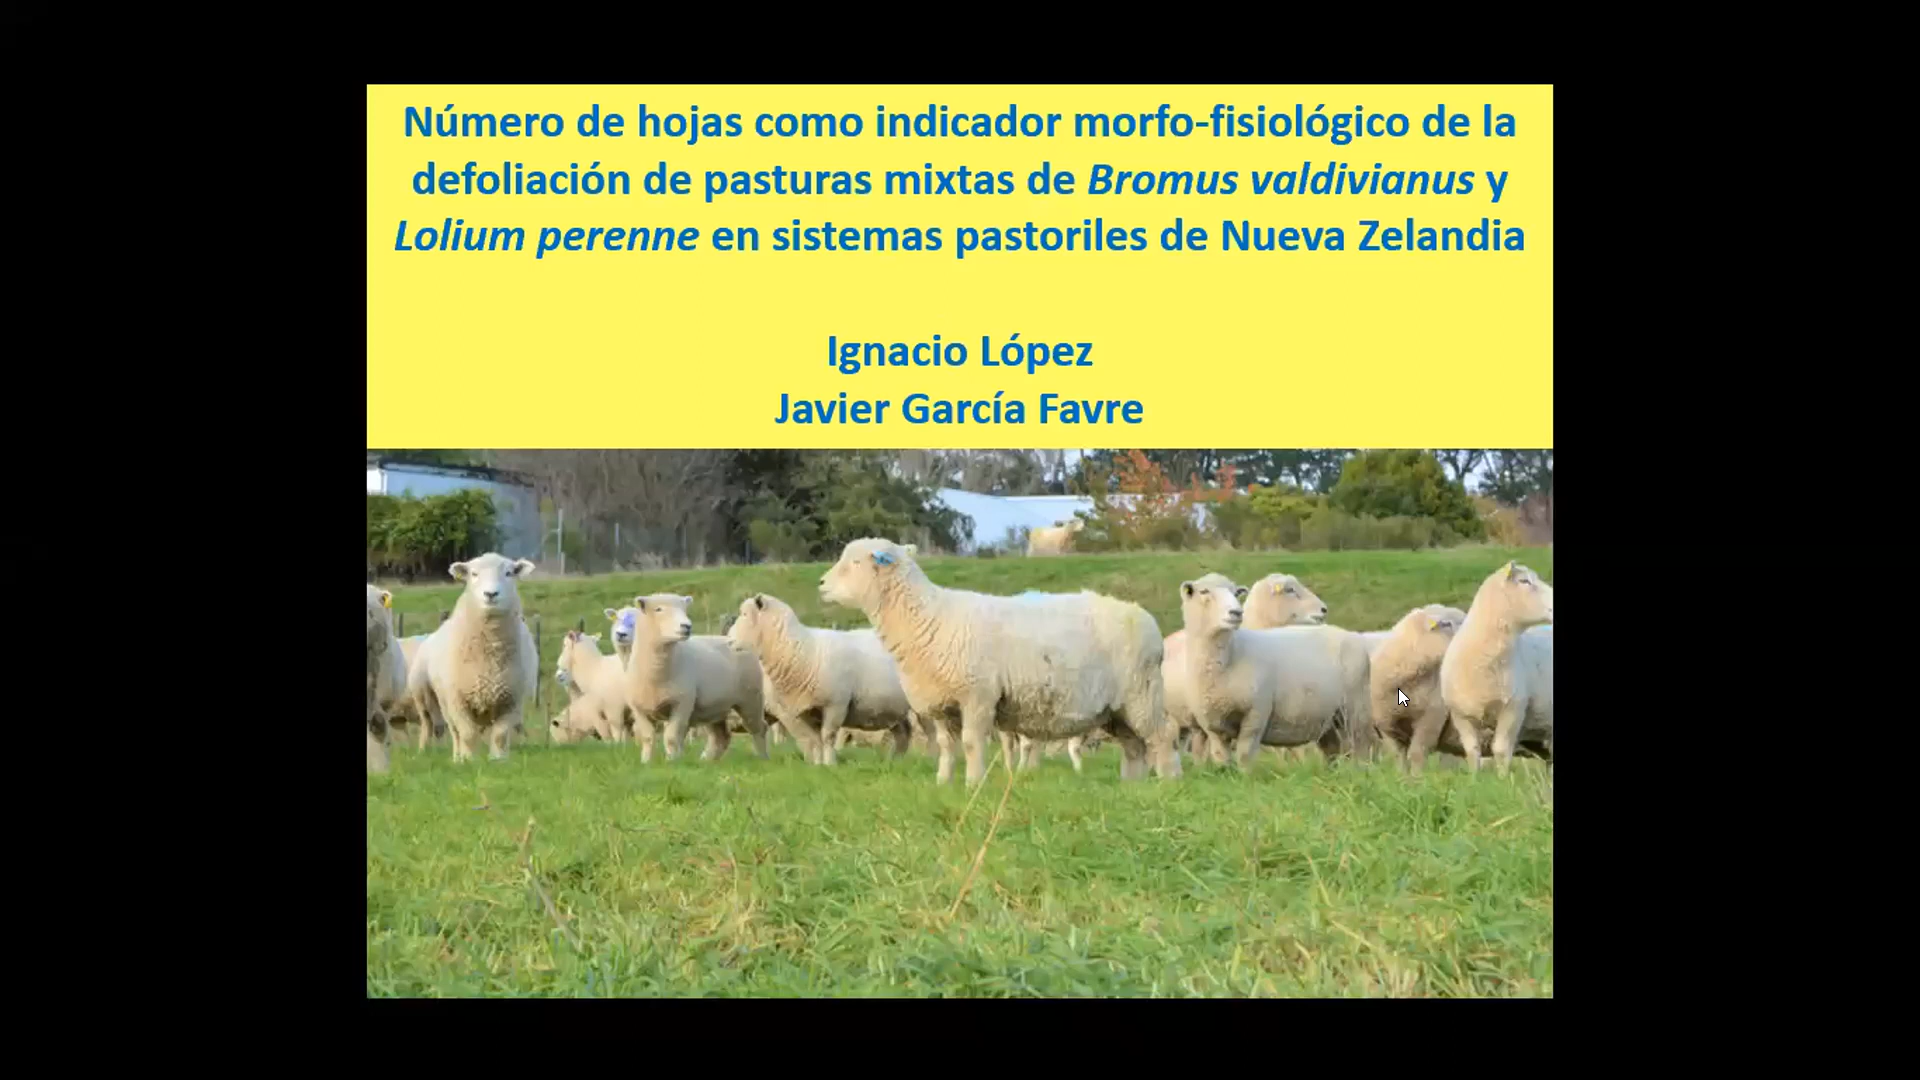 Número de hojas como indicador morfo-fisiológico de la
defoliación de pasturas mixtas de Bromus valdivianus y
Lolium perenne en sistemas pastoriles de Nueva Zelandia
Ignacio López
Javier García Favre